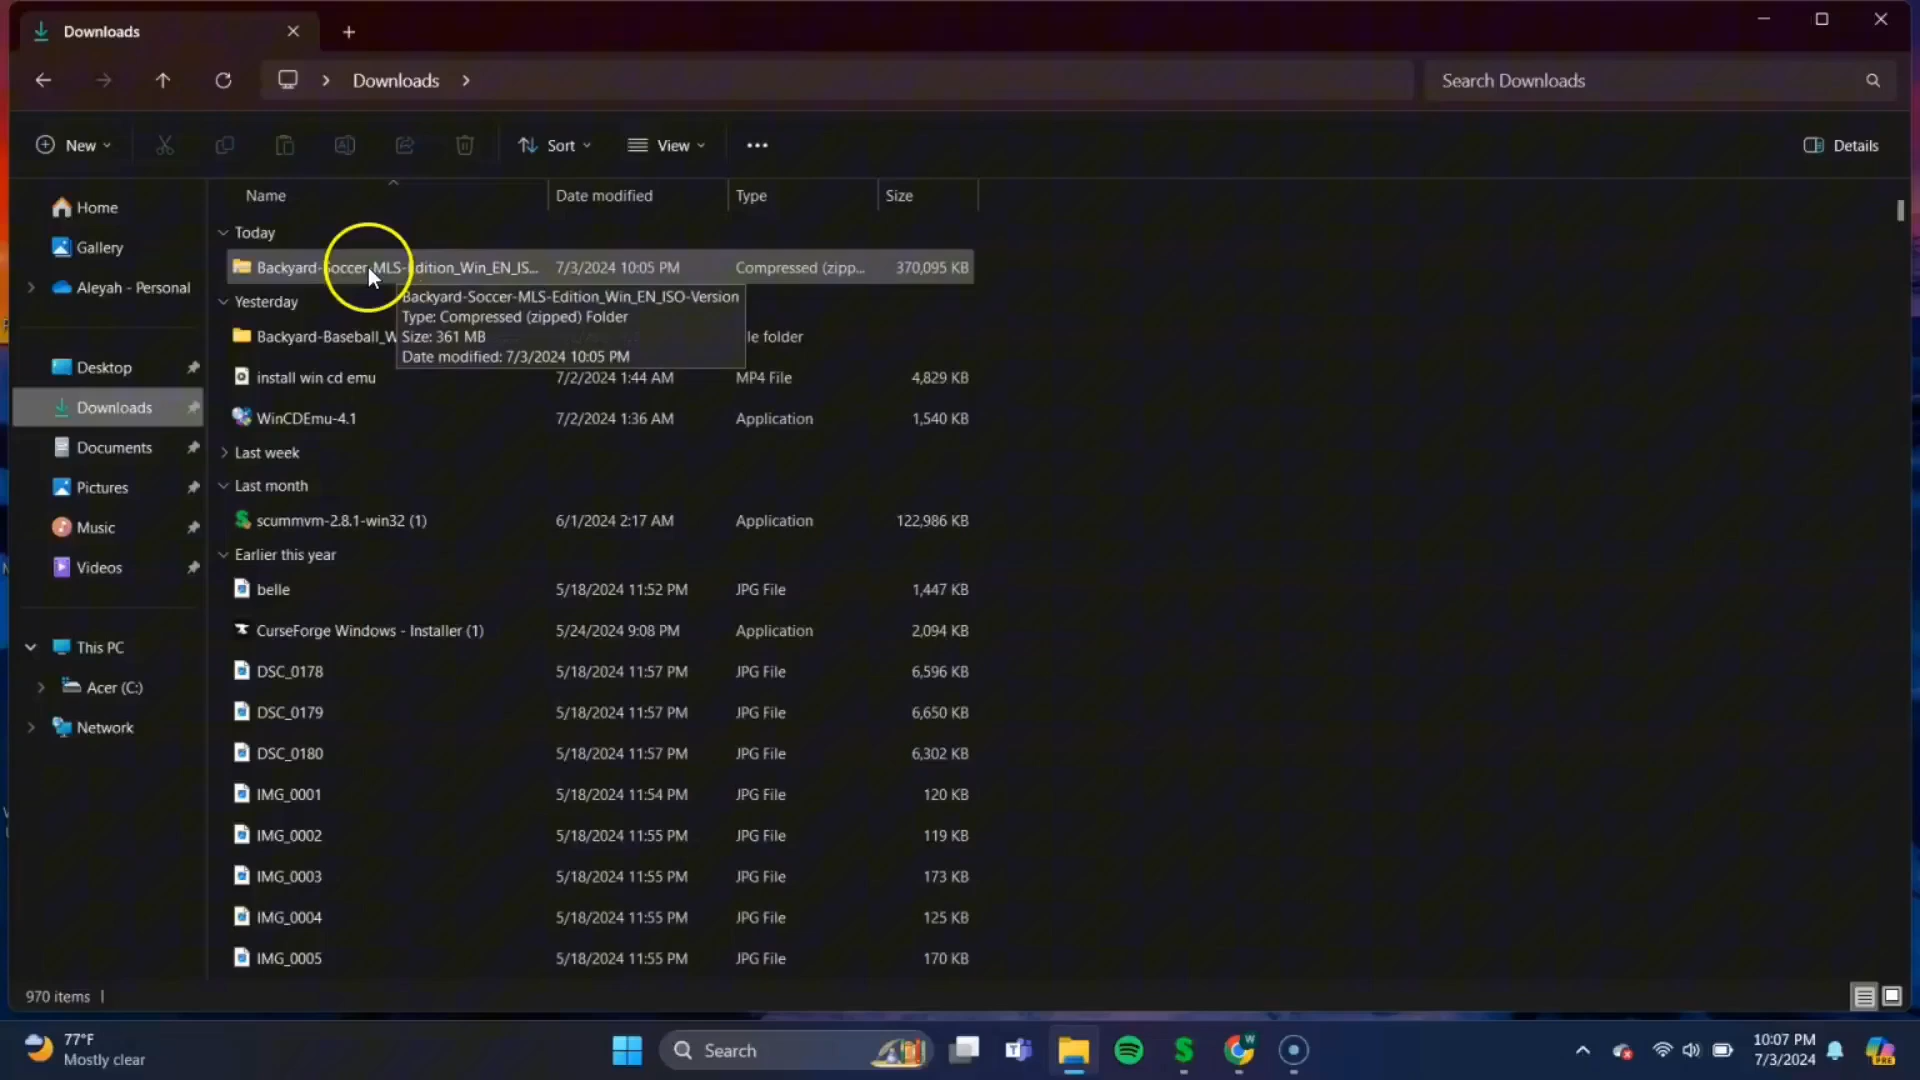 Downloads
Downloads
Search Downloads
New
Sort
View
Details
Name Date modified Type Size
Today
Backyard-Soccer-MLS-Edition_Win_EN_IS... 7/3/2024 10:05 PM Compressed (zipp... 370,095 KB
Backyard-Soccer-MLS-Edition_Win_EN_ISO-Version
Type: Compressed (zipped) Folder
Size: 361 MB
Date modified: 7/3/2024 10:05 PM
Yesterday
Backyard-Baseball_W le folder
install win cd emu 7/2/2024 1:44 AM MP4 File 4,829 KB
WinCDEmu-4.1 7/2/2024 1:36 AM Application 1,540 KB
Last week
Last month
scummvm-2.8.1-win32 (1) 6/1/2024 2:17 AM Application 122,986 KB
Earlier this year
belle 5/18/2024 11:52 PM JPG File 1,447 KB
CurseForge Windows - Installer (1) 5/24/2024 9:08 PM Application 2,094 KB
DSC_0178 5/18/2024 11:57 PM JPG File 6,596 KB
DSC_0179 5/18/2024 11:57 PM JPG File 6,650 KB
DSC_0180 5/18/2024 11:57 PM JPG File 6,302 KB
IMG_0001 5/18/2024 11:54 PM JPG File 120 KB
IMG_0002 5/18/2024 11:55 PM JPG File 119 KB
IMG_0003 5/18/2024 11:55 PM JPG File 173 KB
IMG_0004 5/18/2024 11:55 PM JPG File 125 KB
IMG_0005 5/18/2024 11:55 PM JPG File 170 KB
Home
Gallery
Aleyah - Personal
Desktop
Downloads
Documents
Pictures
Music
Videos
This PC
Acer (C:)
Network
970 items
77°F
Mostly clear
Search
10:07 PM
7/3/2024
PRE